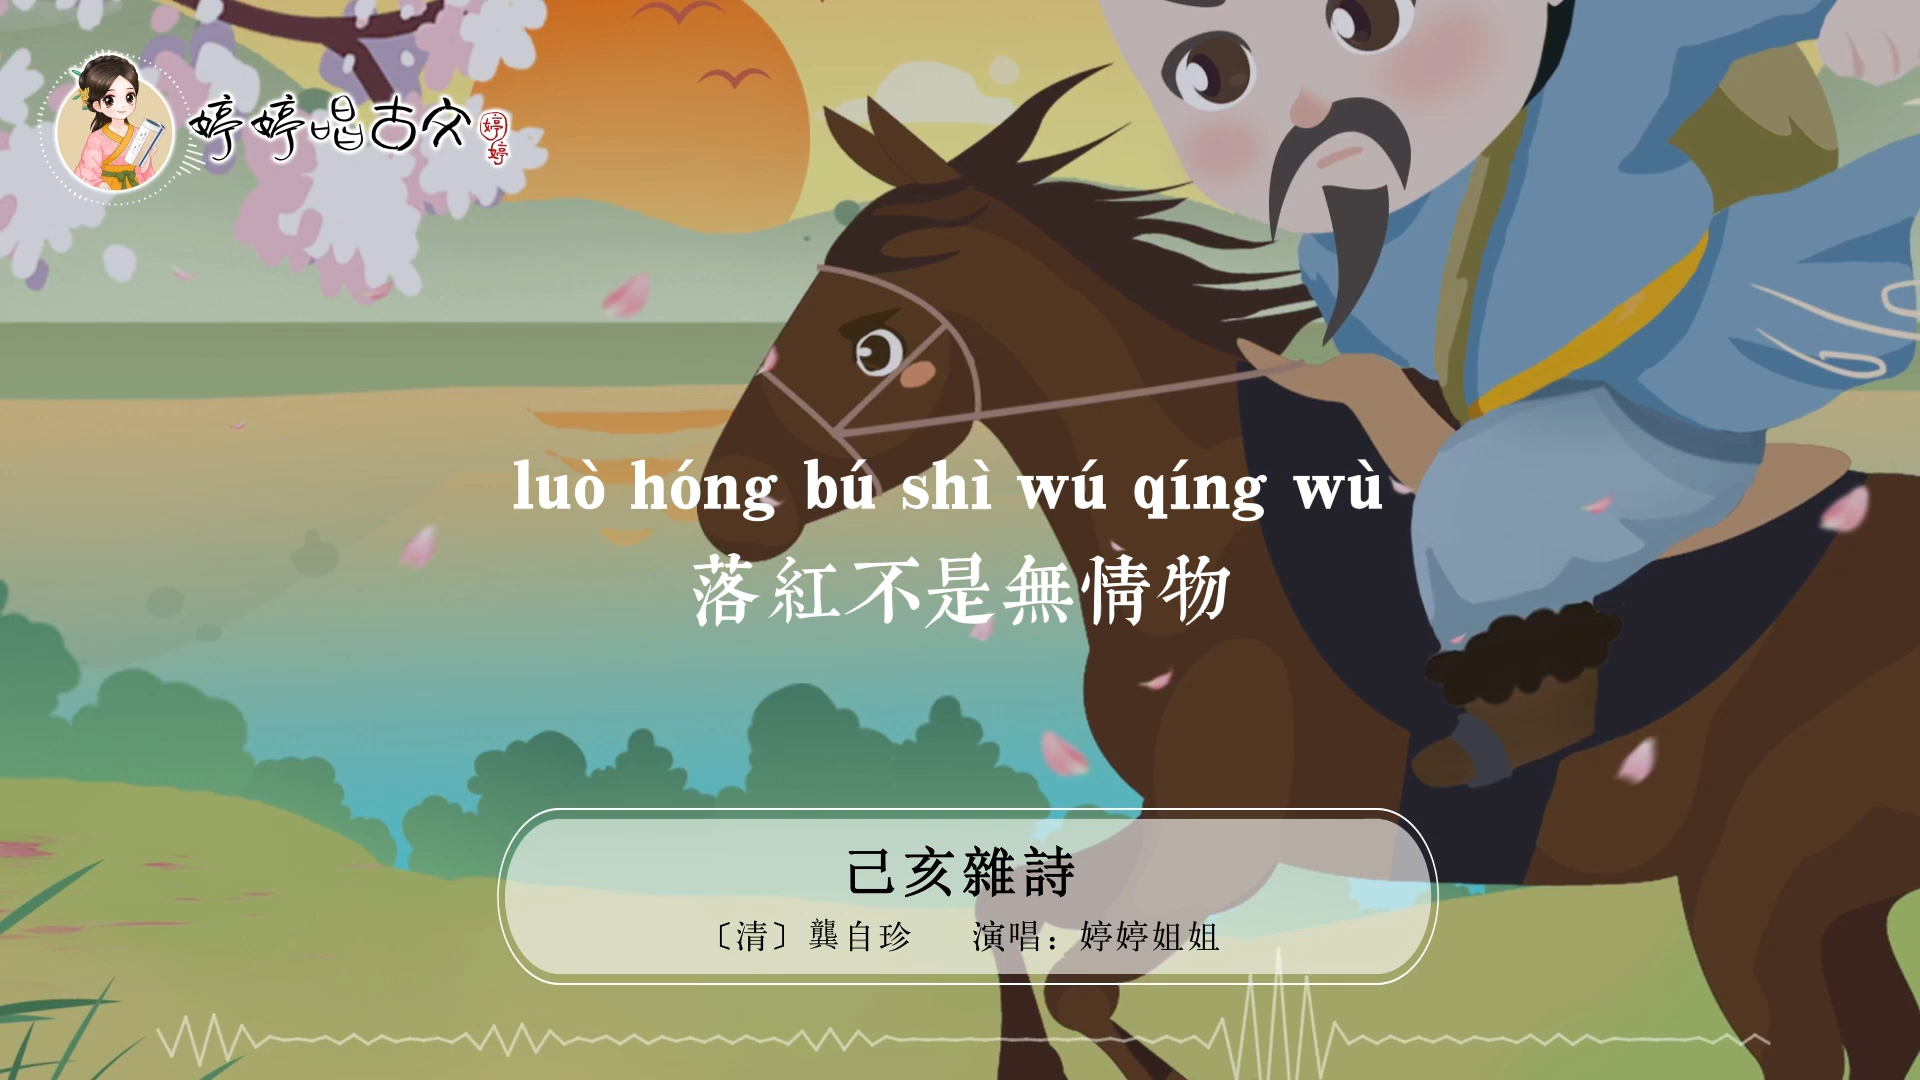 婷婷唱古文
婷婷
luò hóng bú shì wú qíng wù
落紅不是無情物
己亥雜詩
〔清〕龔自珍 演唱：婷婷姐姐